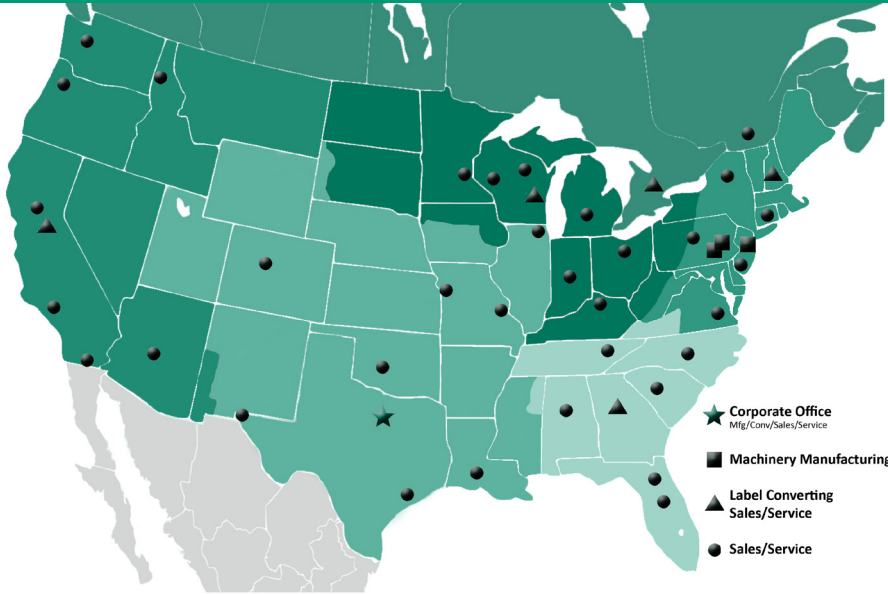 Corporate Office
Mfg/Conv/Sales/Service
Machinery Manufacturing
Label Converting
Sales/Service
Sales/Service